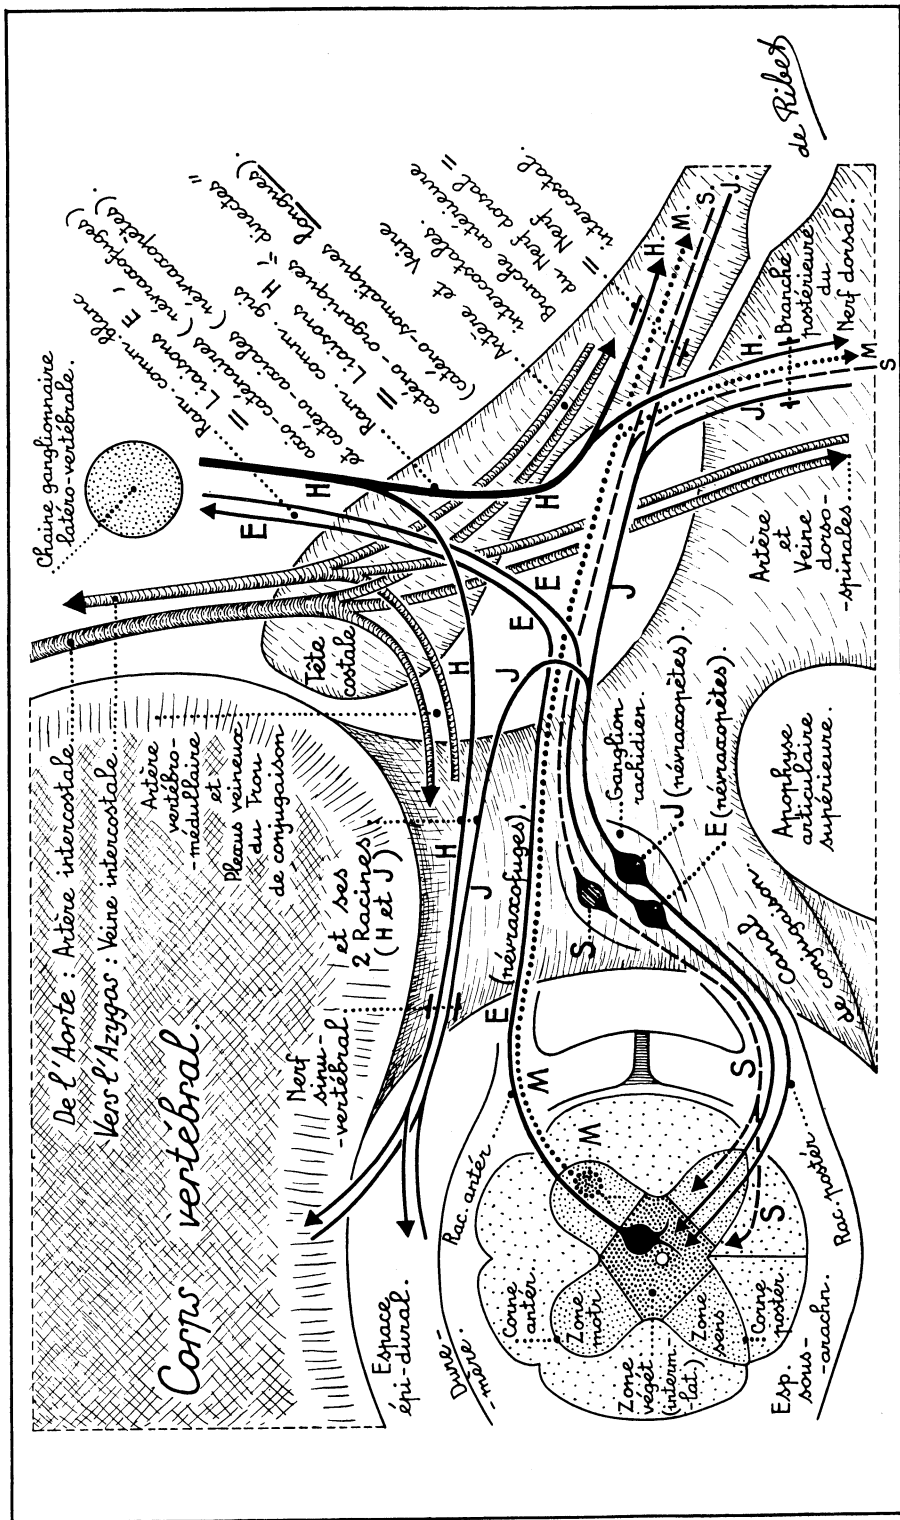 De l'Aorte : Artère intercostale
Vers l'Azygos : Veine intercostale
Corps vertébral.
Artère
vertébro-
-médullaire
et
Plexus veineux
du Trou
de conjugaison
Nerf
sinu-
-vertébral
et ses
2 Racines
(H et J)
Chaine ganglionnaire
latéro-vertébrale.
Ram. comm. blanc
= Liaisons E
axio-caténaires (névraxofuges)
et caténo-axiales (névraxopètes).
Ram. comm. gris
= Liaisons "H" directes =
caténo-organiques
(caténo-somatiques longues).
Artère et Veine
intercostales.
Branche antérieure
du Nerf dorsal =
= Nerf
intercostal.
de Ribet
Tête
costale
H
H
H
H
E
E
E
J
J
J
H.
M.
S.
J.
H.
M
S
J
Branche
postérieure
du
Nerf dorsal.
Artère
et
Veine
dorso-
-spinales
Ganglion
rachidien.
J (névraxopètes).
E (névraxopètes).
E (névraxofuges)
S
Apophyse
articulaire
supérieure.
Canal
de conjugaison
Espace
épi-dural.
Dure-
-mère.
Rac. antér
Rac. postér
M
M
S
S
Corne
antér.
Zone
motr.
Zone
végét
(interm-
-lat).
Zone
sens
Corne
postér.
Esp.
sous-
-arachn.